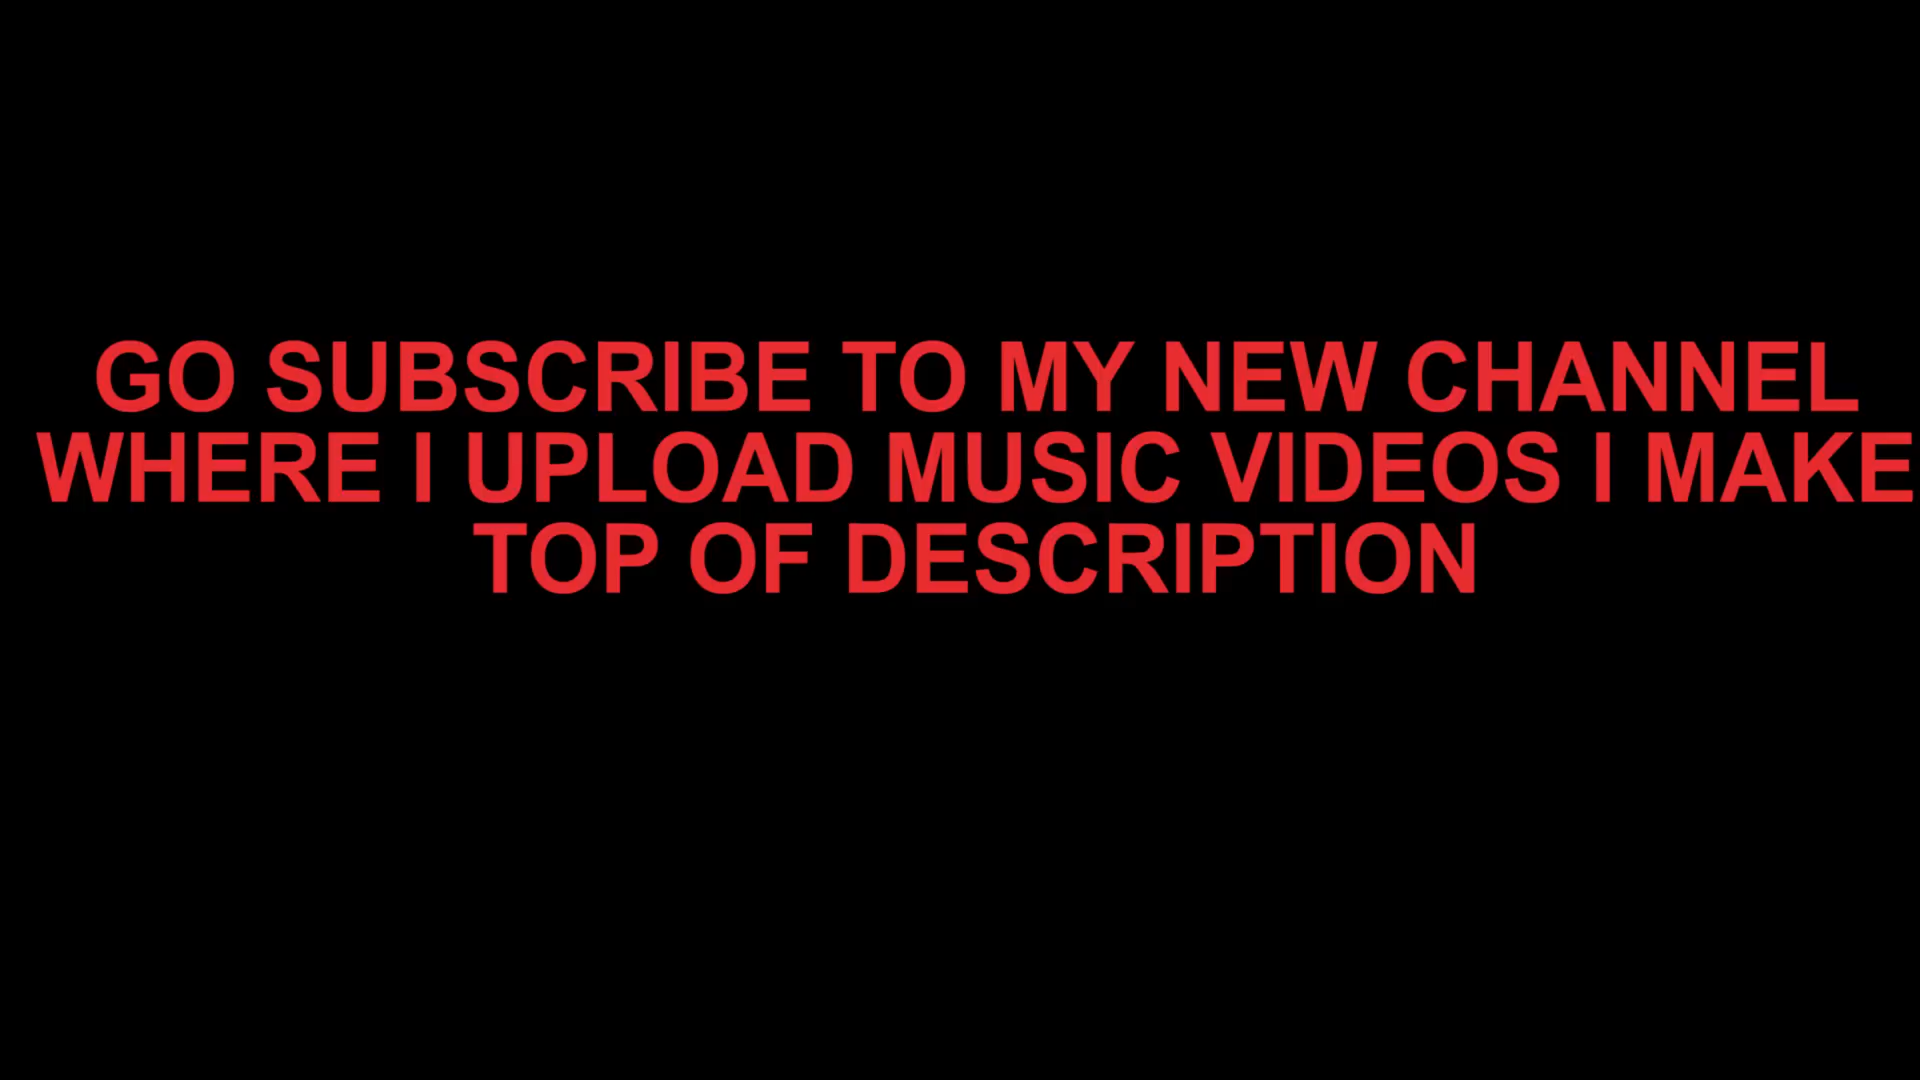 GO SUBSCRIBE TO MY NEW CHANNEL
WHERE I UPLOAD MUSIC VIDEOS I MAKE
TOP OF DESCRIPTION